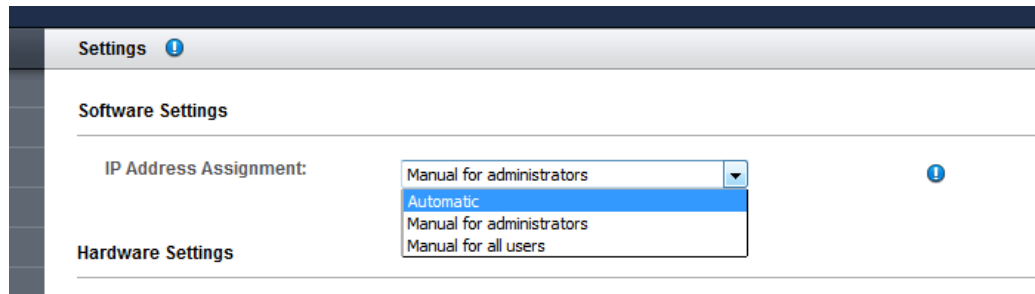 Settings
Software Settings
IP Address Assignment:
Manual for administrators
Automatic
Manual for administrators
Manual for all users
Hardware Settings